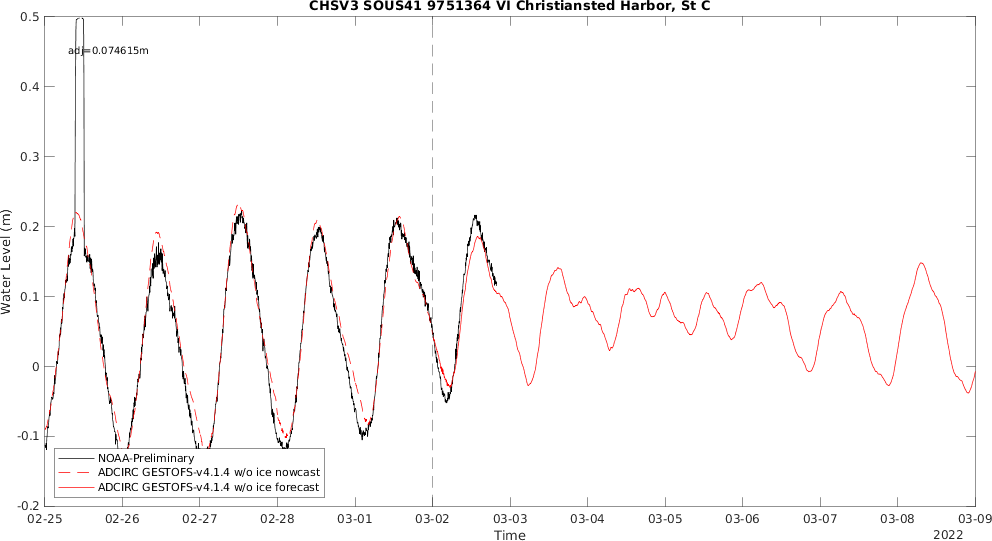 CHSV3 SOUS41 9751364 VI Christiansted Harbor, St C
adj=0.074615m
Water Level (m)
0.5
0.4
0.3
0.2
0.1
0
-0.1
-0.2
NOAA-Preliminary
ADCIRC GESTOFS-v4.1.4 w/o ice nowcast
ADCIRC GESTOFS-v4.1.4 w/o ice forecast
02-25 02-26 02-27 02-28 03-01 03-02 03-03 03-04 03-05 03-06 03-07 03-08 03-09
Time
2022